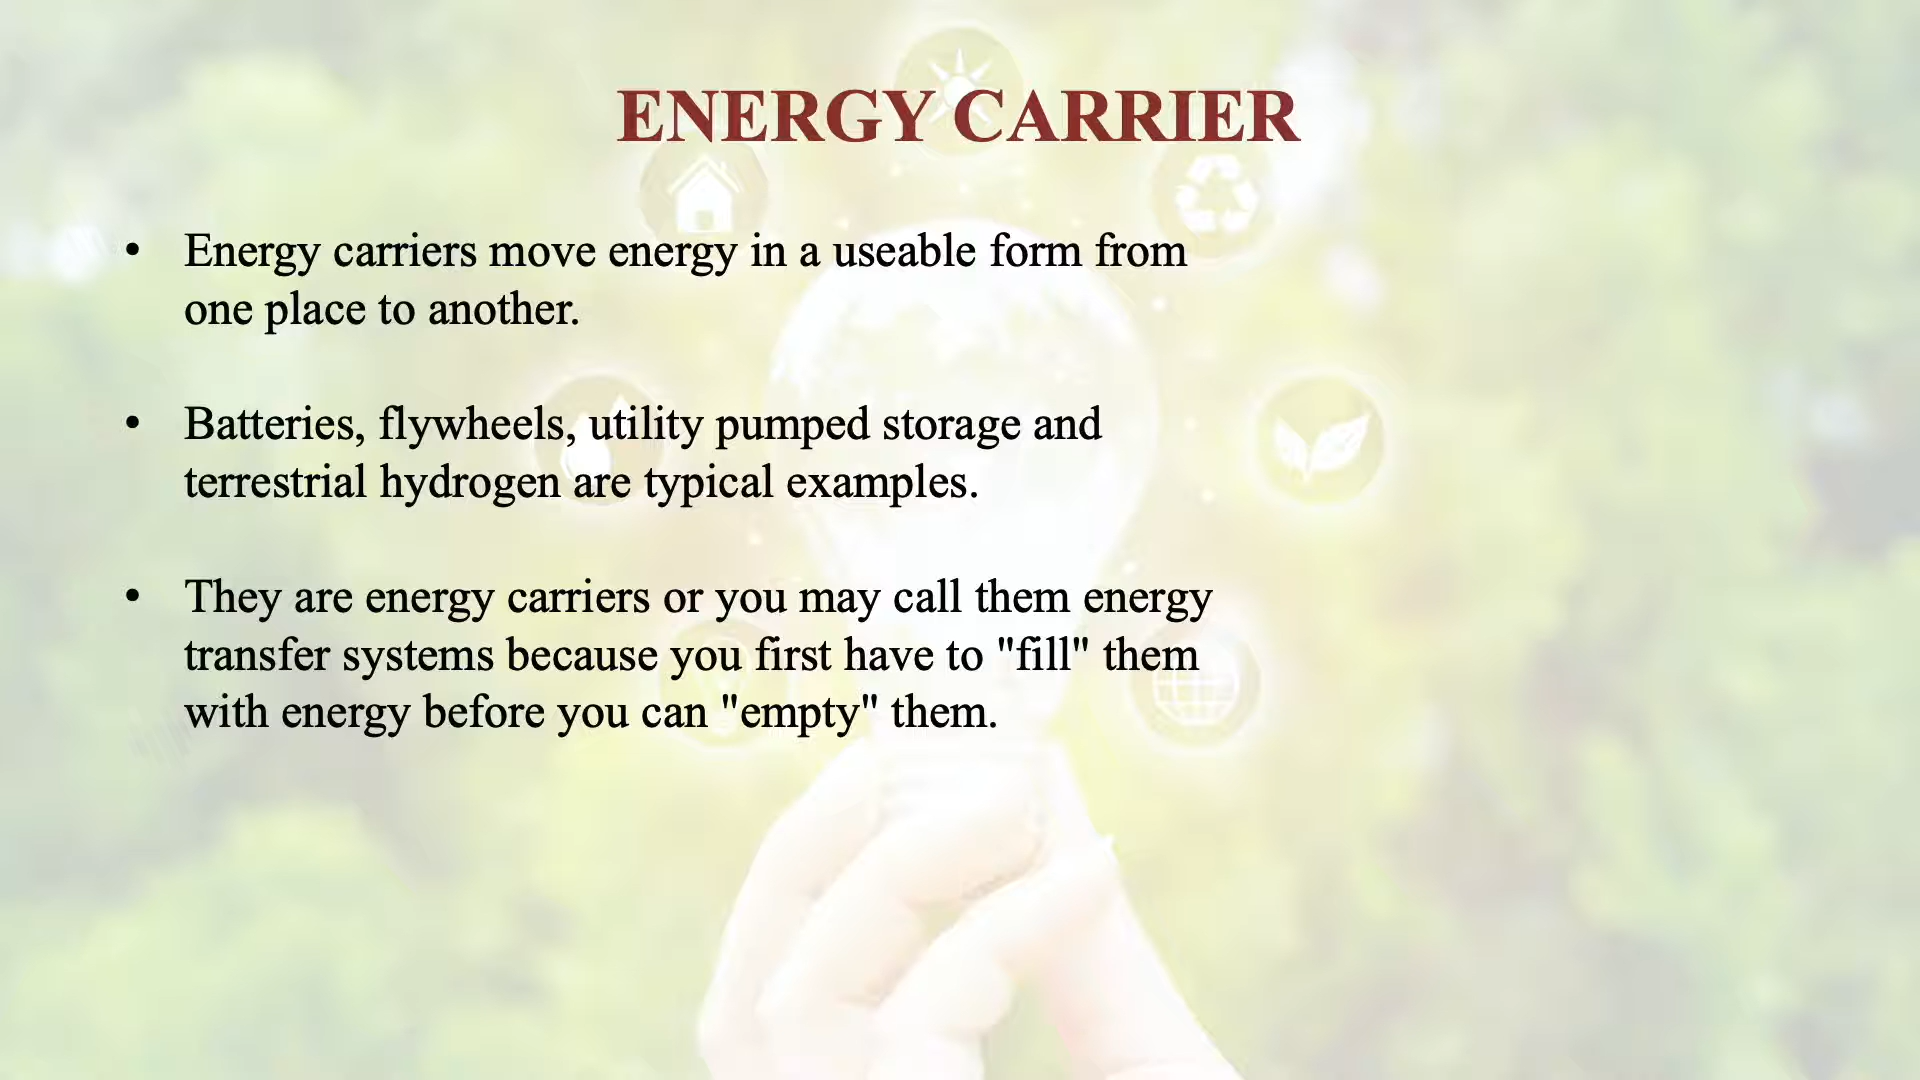 ENERGY CARRIER
• Energy carriers move energy in a useable form from
one place to another.
• Batteries, flywheels, utility pumped storage and
terrestrial hydrogen are typical examples.
• They are energy carriers or you may call them energy
transfer systems because you first have to "fill" them
with energy before you can "empty" them.